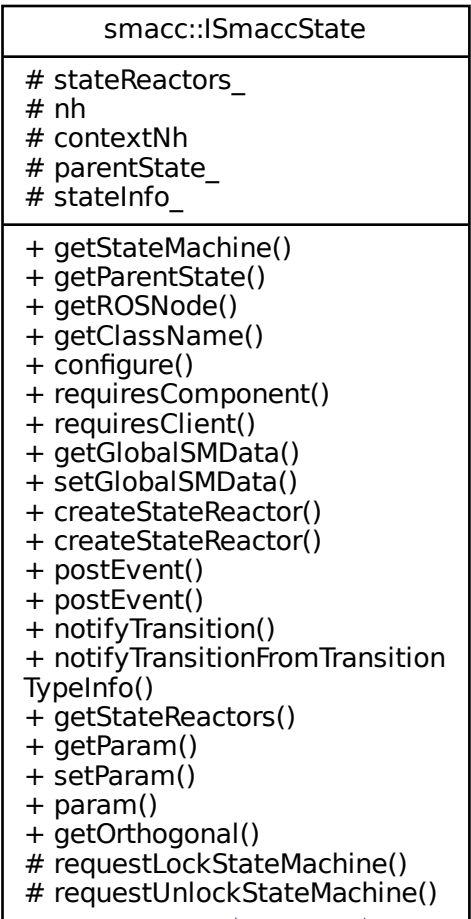 smacc::ISmaccState
# stateReactors_
# nh
# contextNh
# parentState_
# stateInfo_
+ getStateMachine()
+ getParentState()
+ getROSNode()
+ getClassName()
+ configure()
+ requiresComponent()
+ requiresClient()
+ getGlobalSMData()
+ setGlobalSMData()
+ createStateReactor()
+ createStateReactor()
+ postEvent()
+ postEvent()
+ notifyTransition()
+ notifyTransitionFromTransition
TypeInfo()
+ getStateReactors()
+ getParam()
+ setParam()
+ param()
+ getOrthogonal()
# requestLockStateMachine()
# requestUnlockStateMachine()